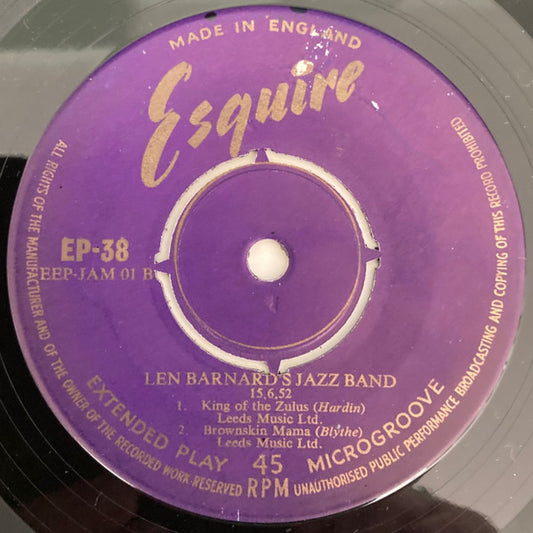 MADE IN ENGLAND
Esquire
EP-38
EEP-JAM 01 B
LEN BARNARD'S JAZZ BAND
15,6,52
1. King of the Zulus (Hardin)
Leeds Music Ltd.
2. Brownskin Mama (Blythe)
Leeds Music Ltd.
EXTENDED PLAY 45 RPM MICROGROOVE
ALL RIGHTS OF THE MANUFACTURER AND OF THE OWNER OF THE RECORDED WORK RESERVED UNAUTHORISED PUBLIC PERFORMANCE BROADCASTING AND COPYING OF THIS RECORD PROHIBITED